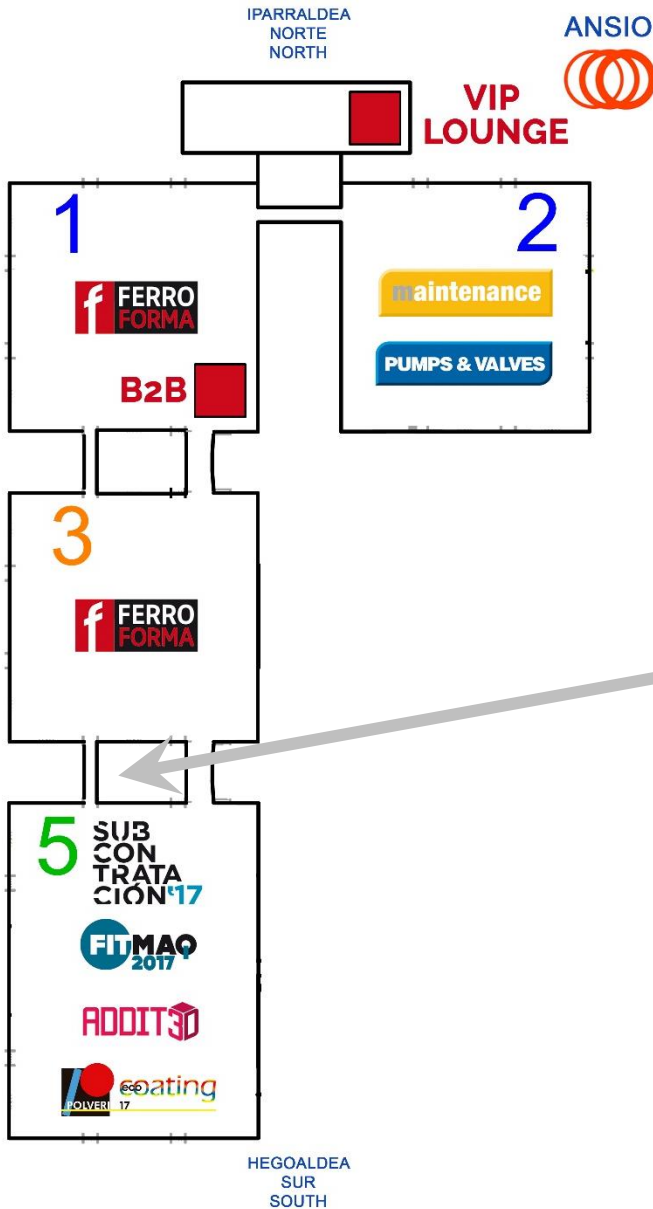 IPARRALDEA
NORTE
NORTH
ANSIO
VIP
LOUNGE
1
2
FERRO
FORMA
maintenance
PUMPS & VALVES
B2B
3
FERRO
FORMA
5
SUB
CON
TRATA
CIÓN'17
FITMAQ
2017
ADDIT3D
eco coating
POLVERI 17
HEGOALDEA
SUR
SOUTH